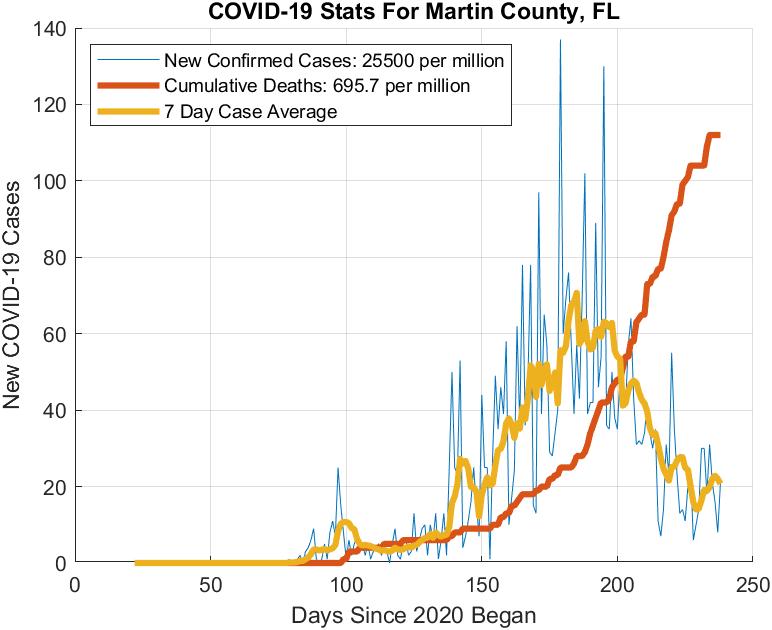 COVID-19 Stats For Martin County, FL
140
120
100
80
60
40
20
0
New COVID-19 Cases
New Confirmed Cases: 25500 per million
Cumulative Deaths: 695.7 per million
7 Day Case Average
0 50 100 150 200 250
Days Since 2020 Began